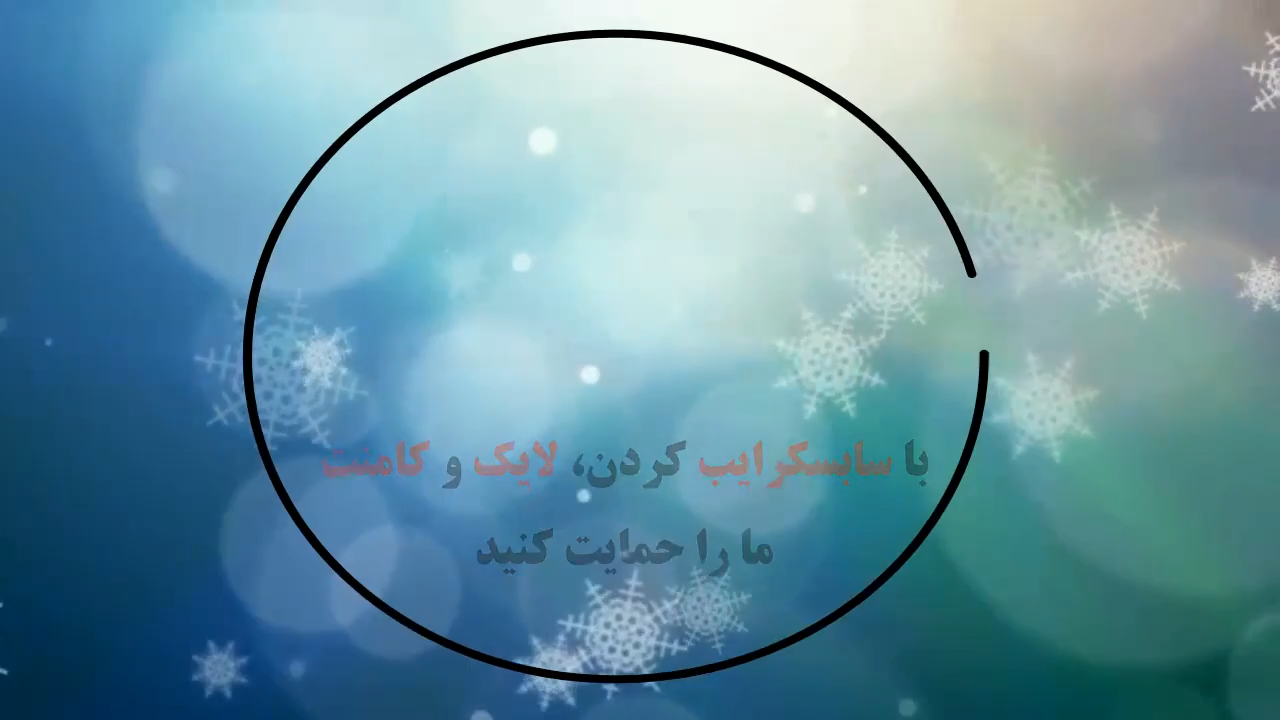 با سابسکرایب کردن، لایک و کامنت
ما را حمایت کنید